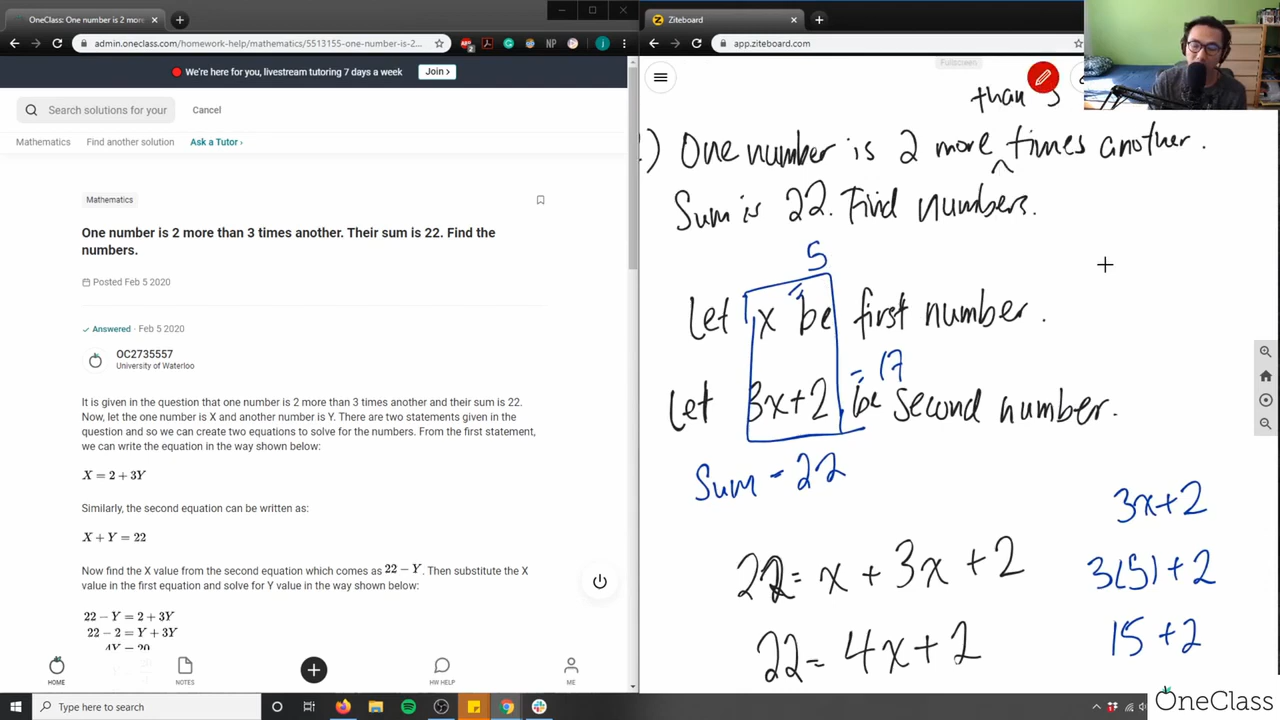 OneClass: One number is 2 more
admin.oneclass.com/homework-help/mathematics/5513155-one-number-is-2...
NP
j
We're here for you, livestream tutoring 7 days a week
Join ›
Search solutions for your
Cancel
Mathematics
Find another solution
Ask a Tutor ›
Mathematics
One number is 2 more than 3 times another. Their sum is 22. Find the
numbers.
Posted Feb 5 2020
Answered - Feb 5 2020
OC2735557
University of Waterloo
It is given in the question that one number is 2 more than 3 times another and their sum is 22.
Now, let the one number is X and another number is Y. There are two statements given in the
question and so we can create two equations to solve for the numbers. From the first statement,
we can write the equation in the way shown below:
X = 2 + 3Y
Similarly, the second equation can be written as:
X + Y = 22
Now find the X value from the second equation which comes as 22 − Y. Then substitute the X
value in the first equation and solve for Y value in the way shown below:
22 − Y = 2 + 3Y
22 − 2 = Y + 3Y
4Y = 20
HOME
NOTES
HW HELP
ME
Type here to search
Ziteboard
app.ziteboard.com
Fullscreen
than 3
.) One number is 2 more ^ times another.
Sum is 22. Find numbers.
5
Let x be first number.
= 17
Let 3x+2 be second number.
Sum = 22
3x+2
22 = x + 3x + 2
3(5)+2
22 = 4x + 2
15 + 2
OneClass